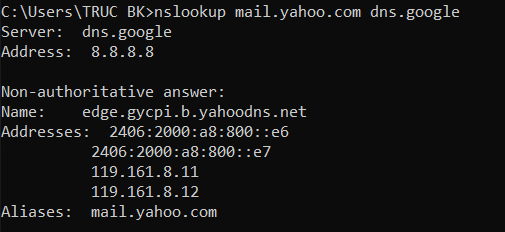 C:\Users\TRUC BK>nslookup mail.yahoo.com dns.google
Server:  dns.google
Address:  8.8.8.8
Non-authoritative answer:
Name:    edge.gycpi.b.yahoodns.net
Addresses:  2406:2000:a8:800::e6
2406:2000:a8:800::e7
119.161.8.11
119.161.8.12
Aliases:  mail.yahoo.com